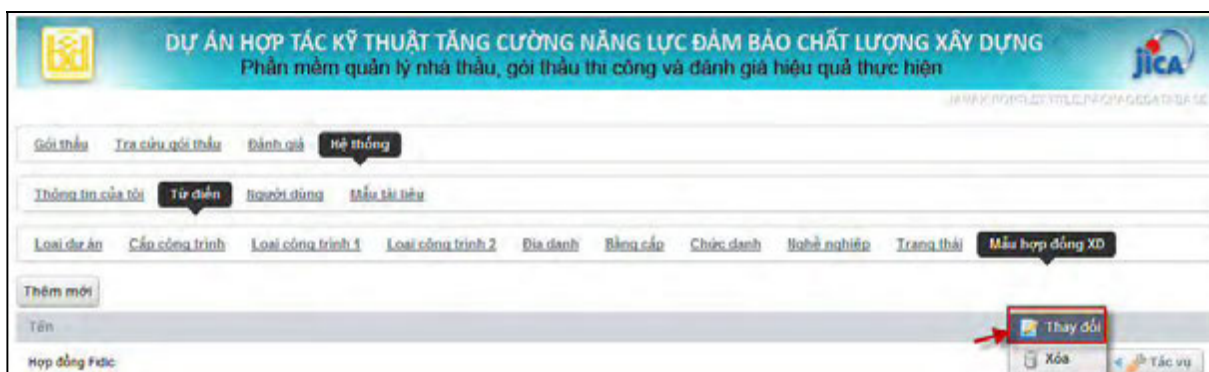 DỰ ÁN HỢP TÁC KỸ THUẬT TĂNG CƯỜNG NĂNG LỰC ĐẢM BẢO CHẤT LƯỢNG XÂY DỰNG
Phần mềm quản lý nhà thầu, gói thầu thi công và đánh giá hiệu quả thực hiện
jica
Gói thầu Tra cứu gói thầu Đánh giá Hệ thống
Thông tin của tôi Từ điển Người dùng Mẫu tài liệu
Loại dự án Cấp công trình Loại công trình 1 Loại công trình 2 Địa danh Bằng cấp Chức danh Nghề nghiệp Trạng thái Mẫu hợp đồng XD
Thêm mới
Tên
Thay đổi
Hợp đồng Fidic
Xóa
Tác vụ